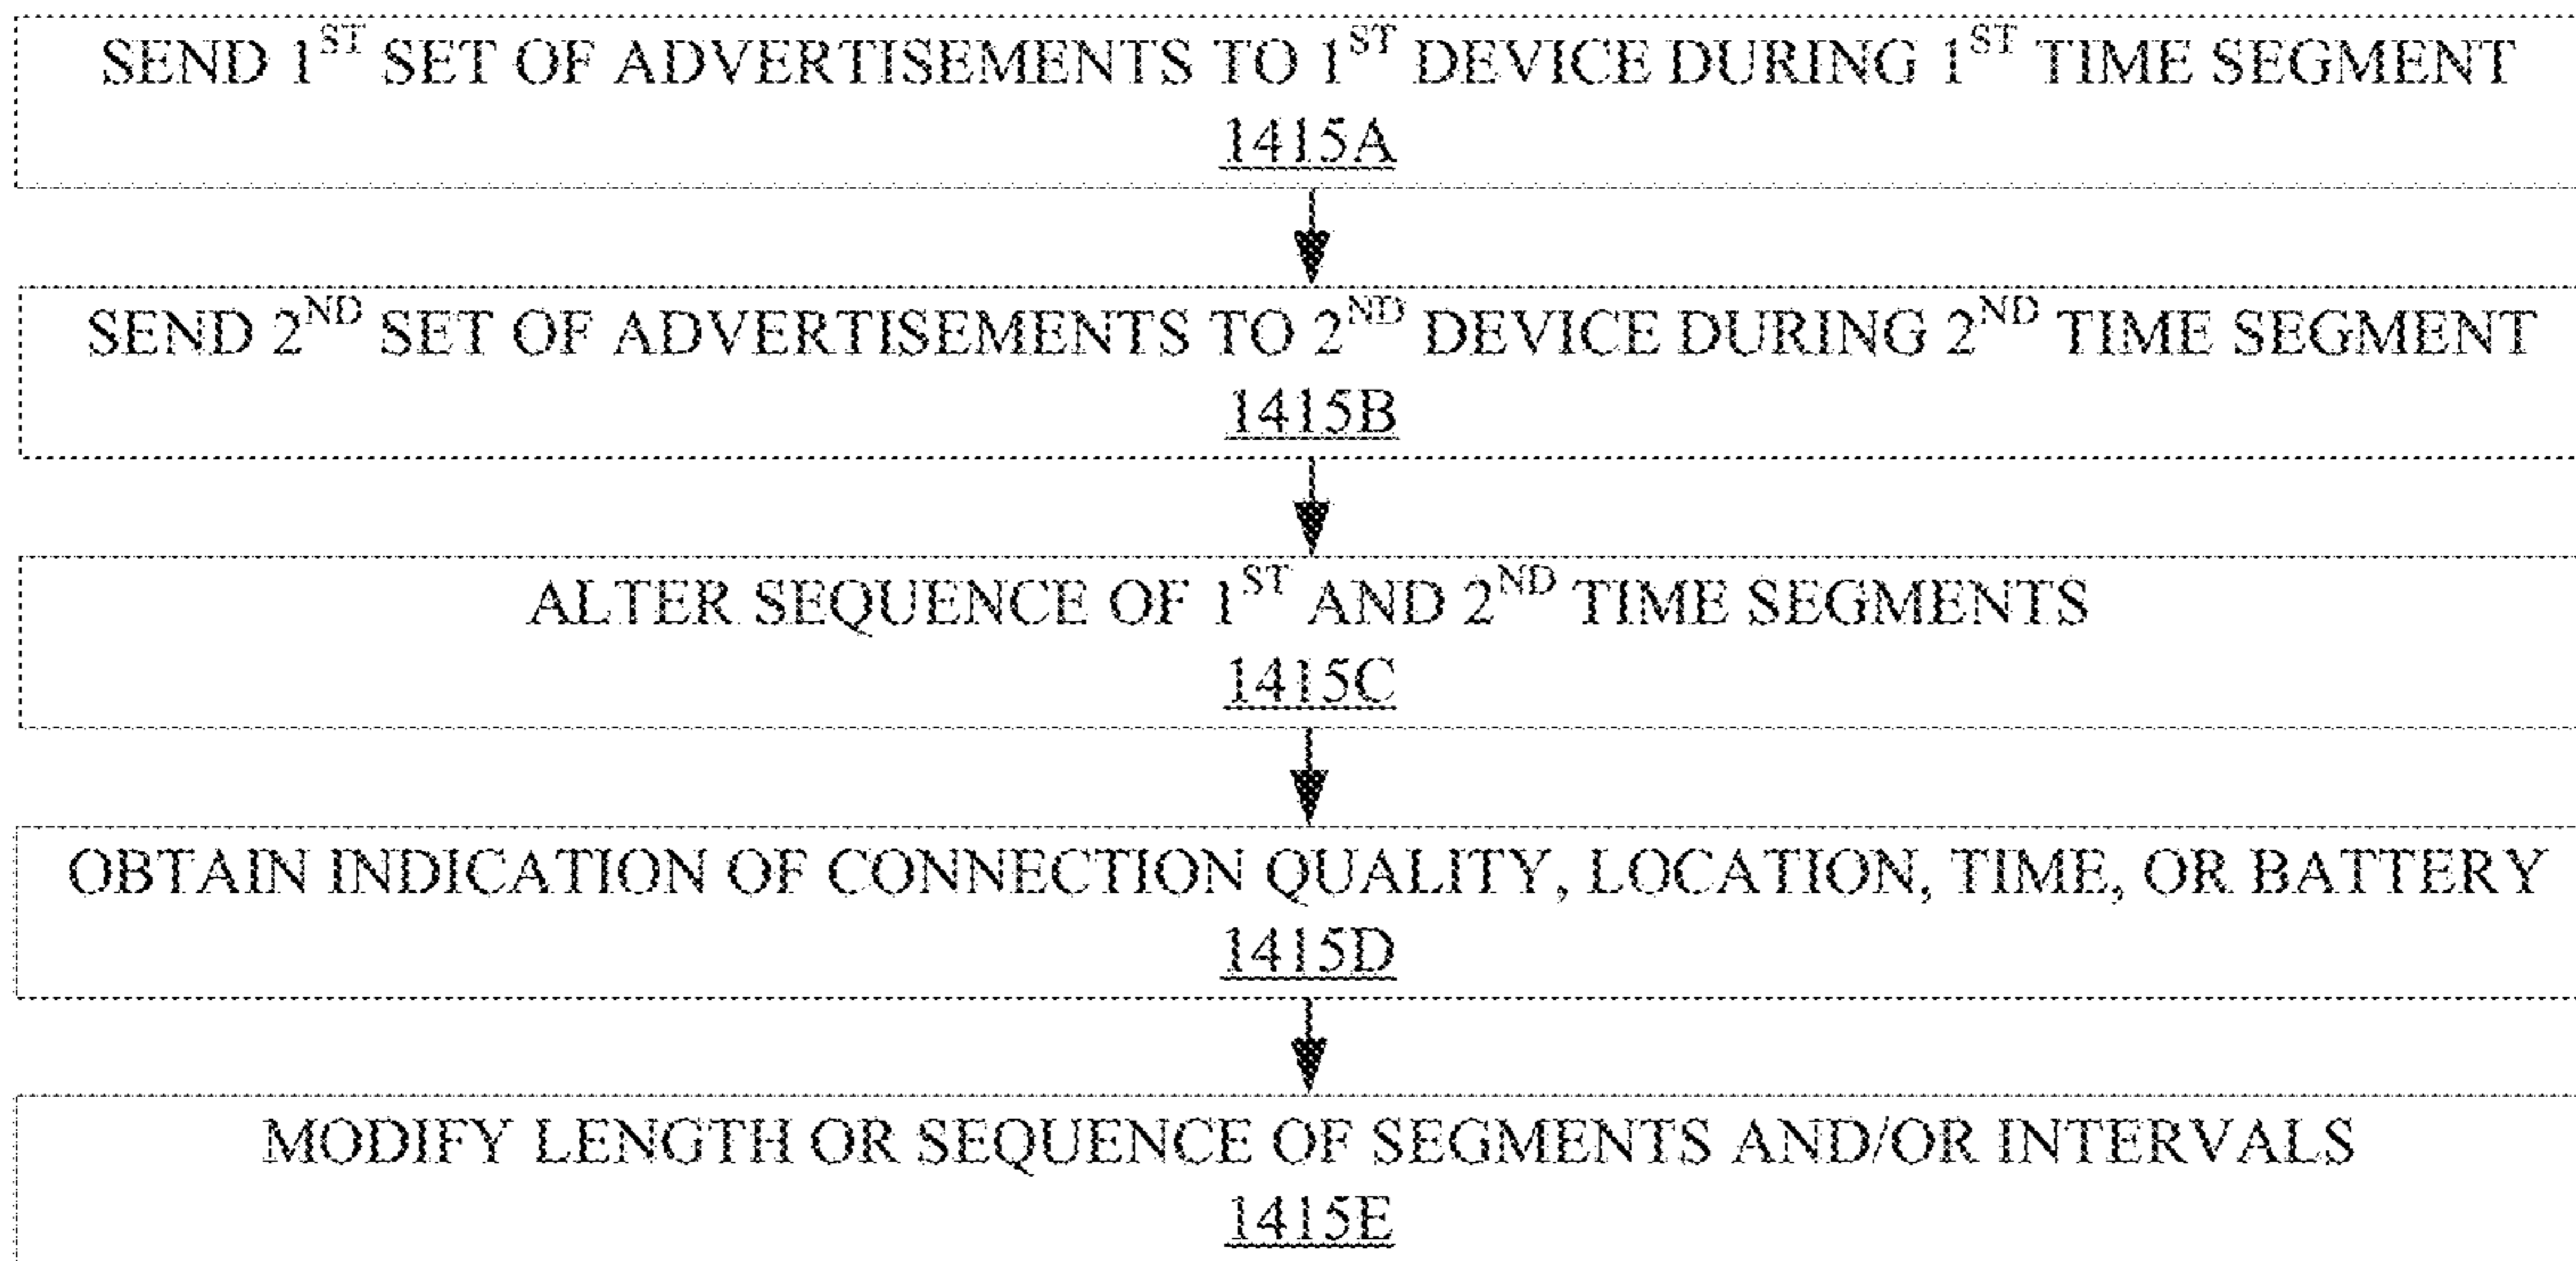 SEND 1ST SET OF ADVERTISEMENTS TO 1ST DEVICE DURING 1ST TIME SEGMENT
1415A
SEND 2ND SET OF ADVERTISEMENTS TO 2ND DEVICE DURING 2ND TIME SEGMENT
1415B
ALTER SEQUENCE OF 1ST AND 2ND TIME SEGMENTS
1415C
OBTAIN INDICATION OF CONNECTION QUALITY, LOCATION, TIME, OR BATTERY
1415D
MODIFY LENGTH OR SEQUENCE OF SEGMENTS AND/OR INTERVALS
1415E